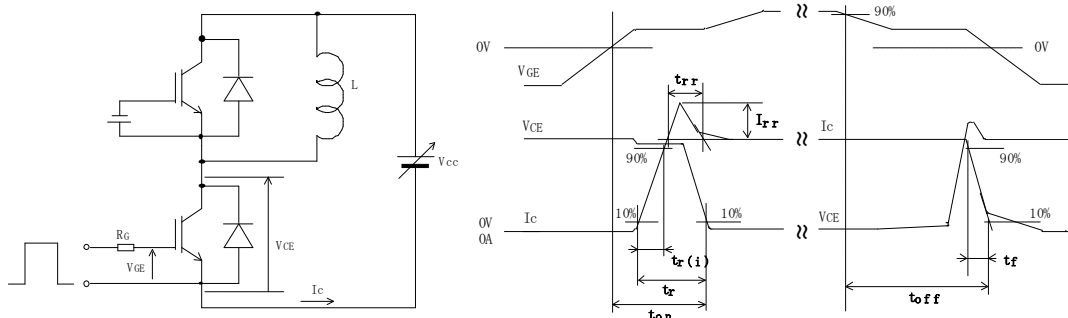 L
Vcc
RG
VGE
VCE
Ic
0V
VGE
90%
0V
trr
Irr
VCE
Ic
90%
90%
10%
10%
0V
0A
Ic
VCE
10%
tr(i)
tr
ton
tf
toff